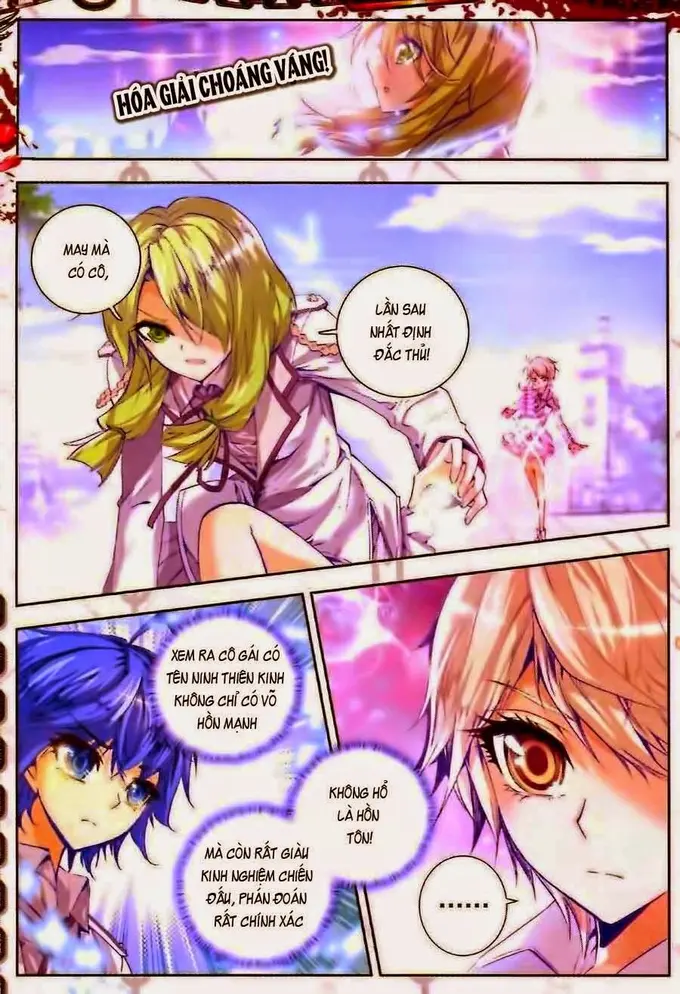 HÓA GIẢI CHOÁNG VÁNG!
MAY MÀ
CÓ CÔ,
LẦN SAU
NHẤT ĐỊNH
ĐẮC THỦ!
XEM RA CÔ GÁI CÓ
TÊN NINH THIÊN KINH
KHÔNG CHỈ CÓ VÕ
HỒN MẠNH
MÀ CÒN RẤT GIÀU
KINH NGHIỆM CHIẾN
ĐẤU, PHÁN ĐOÁN
RẤT CHÍNH XÁC
KHÔNG HỔ
LÀ HỒN
TÔN!
......